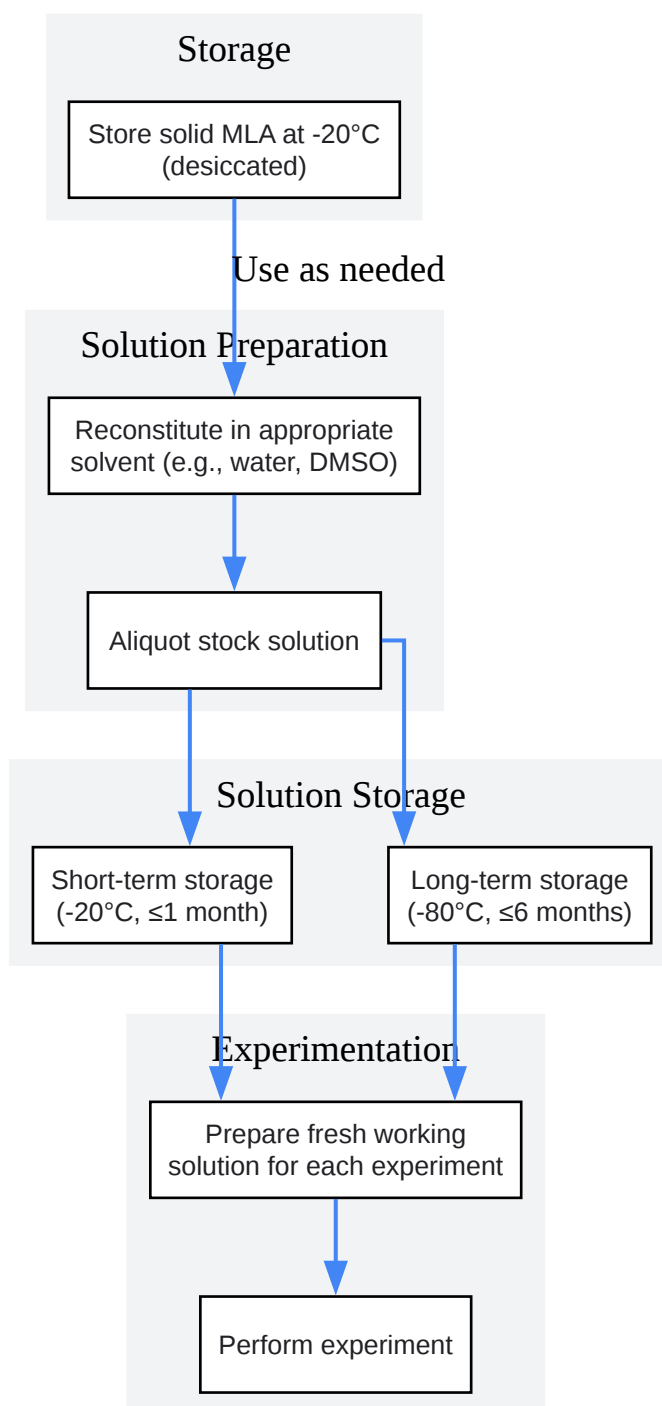 Storage
Store solid MLA at -20°C
(desiccated)
Use as needed
Solution Preparation
Reconstitute in appropriate
solvent (e.g., water, DMSO)
Aliquot stock solution
Solution Storage
Short-term storage
(-20°C, ≤1 month)
Long-term storage
(-80°C, ≤6 months)
Experimentation
Prepare fresh working
solution for each experiment
Perform experiment